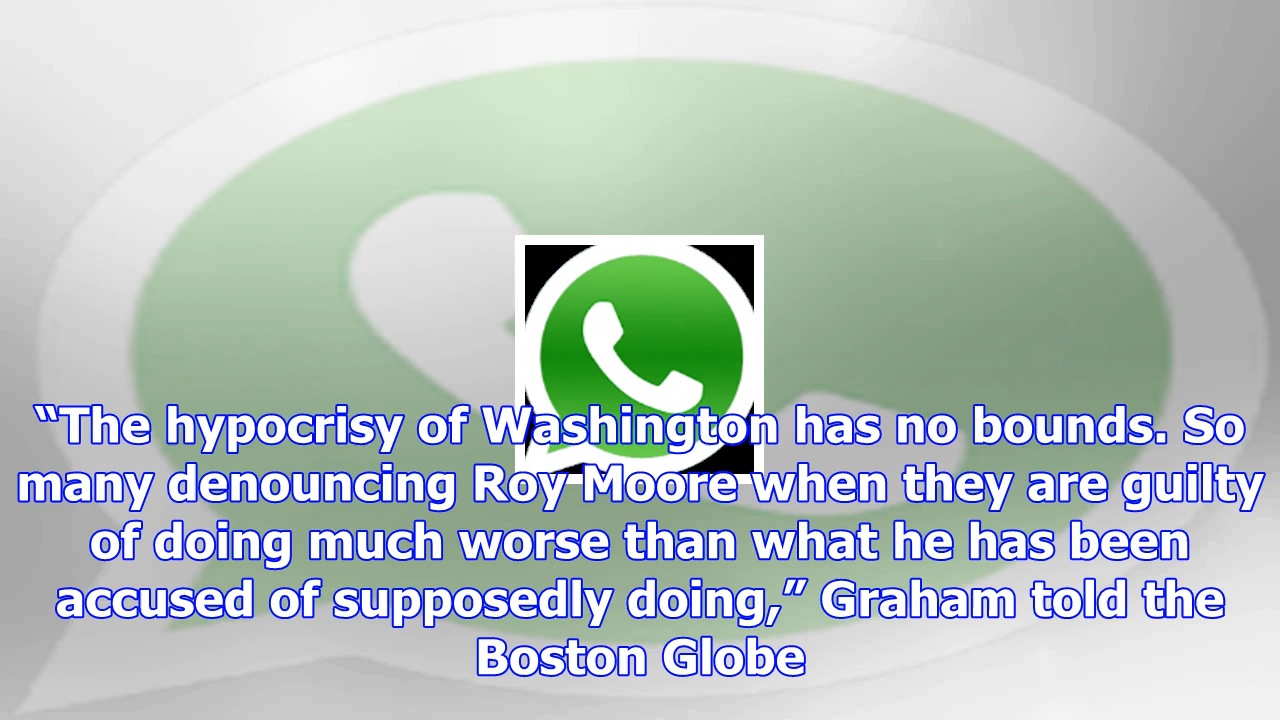 “The hypocrisy of Washington has no bounds. So
many denouncing Roy Moore when they are guilty
of doing much worse than what he has been
accused of supposedly doing,” Graham told the
Boston Globe